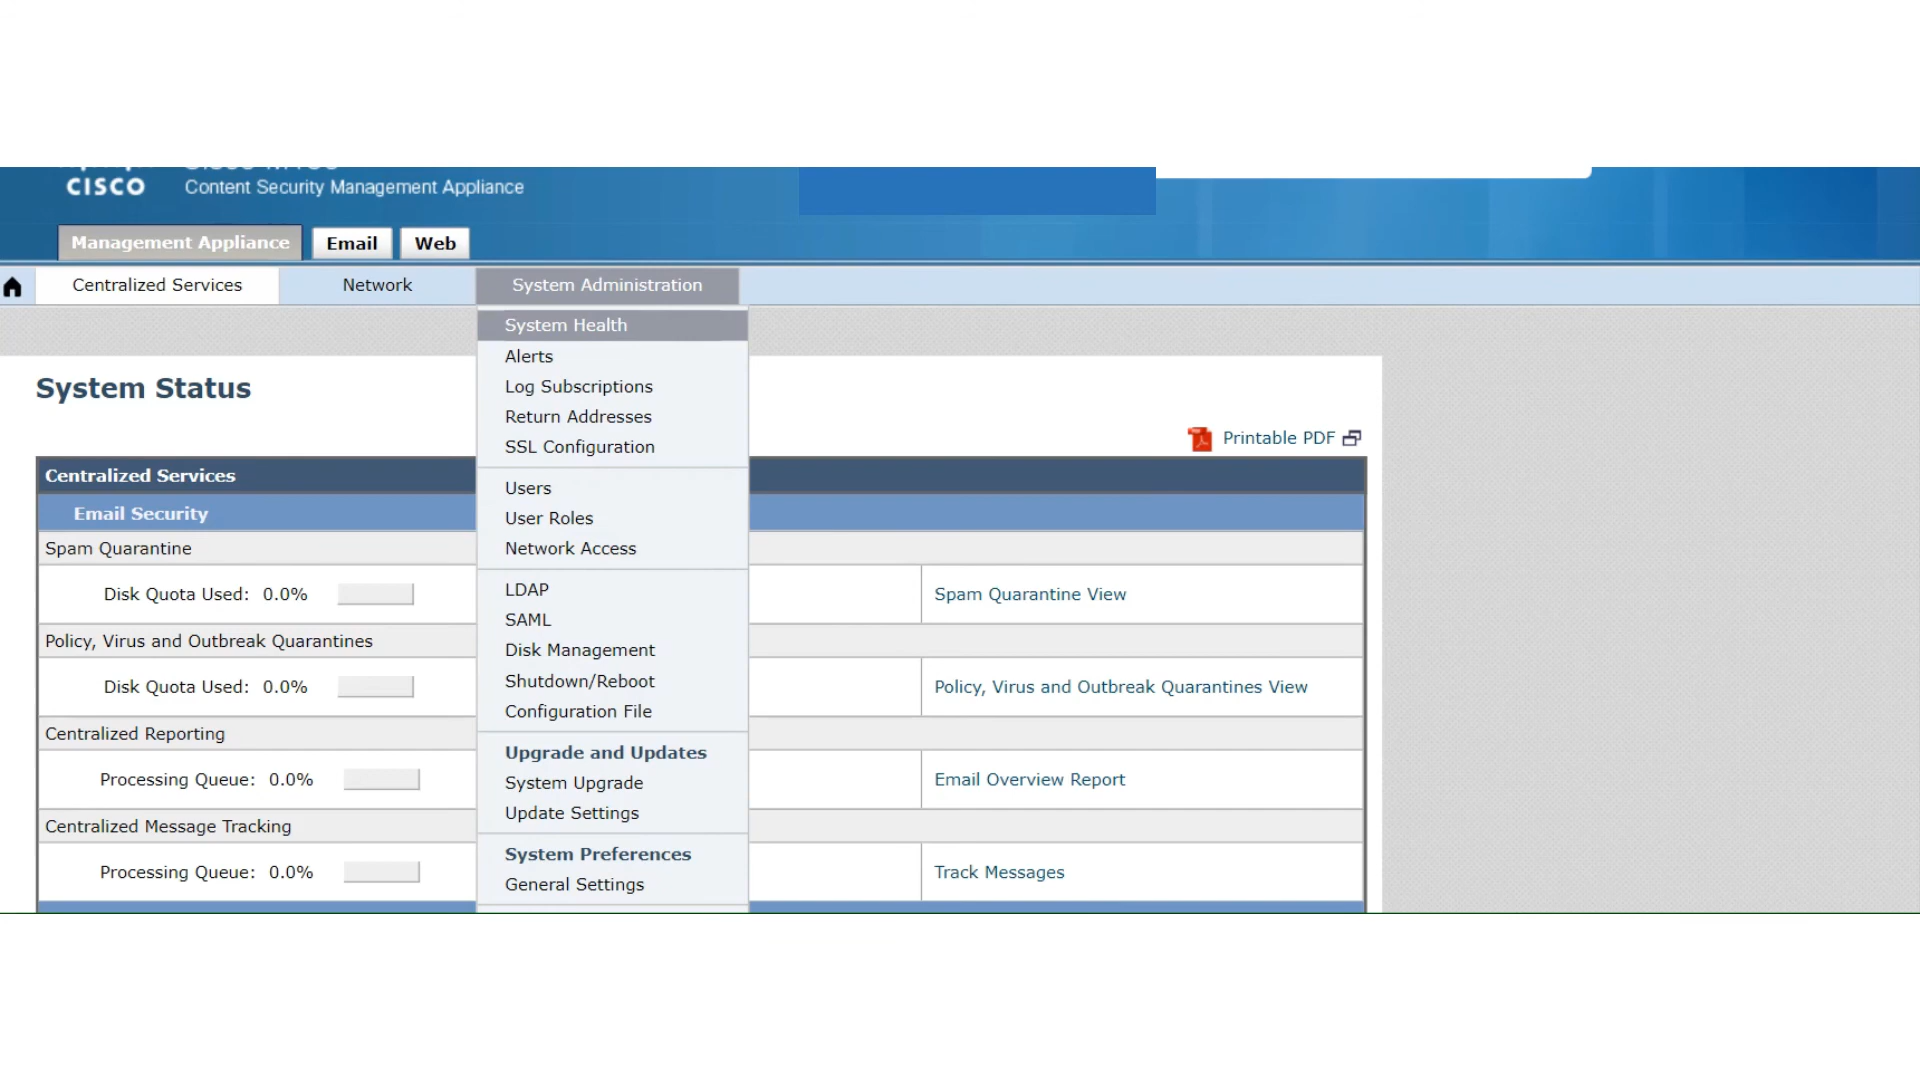 CISCO
Content Security Management Appliance
Management Appliance
Email
Web
Centralized Services
Network
System Administration
System Health
Alerts
Log Subscriptions
Return Addresses
SSL Configuration
Users
User Roles
Network Access
LDAP
SAML
Disk Management
Shutdown/Reboot
Configuration File
Upgrade and Updates
System Upgrade
Update Settings
System Preferences
General Settings
System Status
Printable PDF
Centralized Services
Email Security
Spam Quarantine
Disk Quota Used: 0.0%
Spam Quarantine View
Policy, Virus and Outbreak Quarantines
Disk Quota Used: 0.0%
Policy, Virus and Outbreak Quarantines View
Centralized Reporting
Processing Queue: 0.0%
Email Overview Report
Centralized Message Tracking
Processing Queue: 0.0%
Track Messages